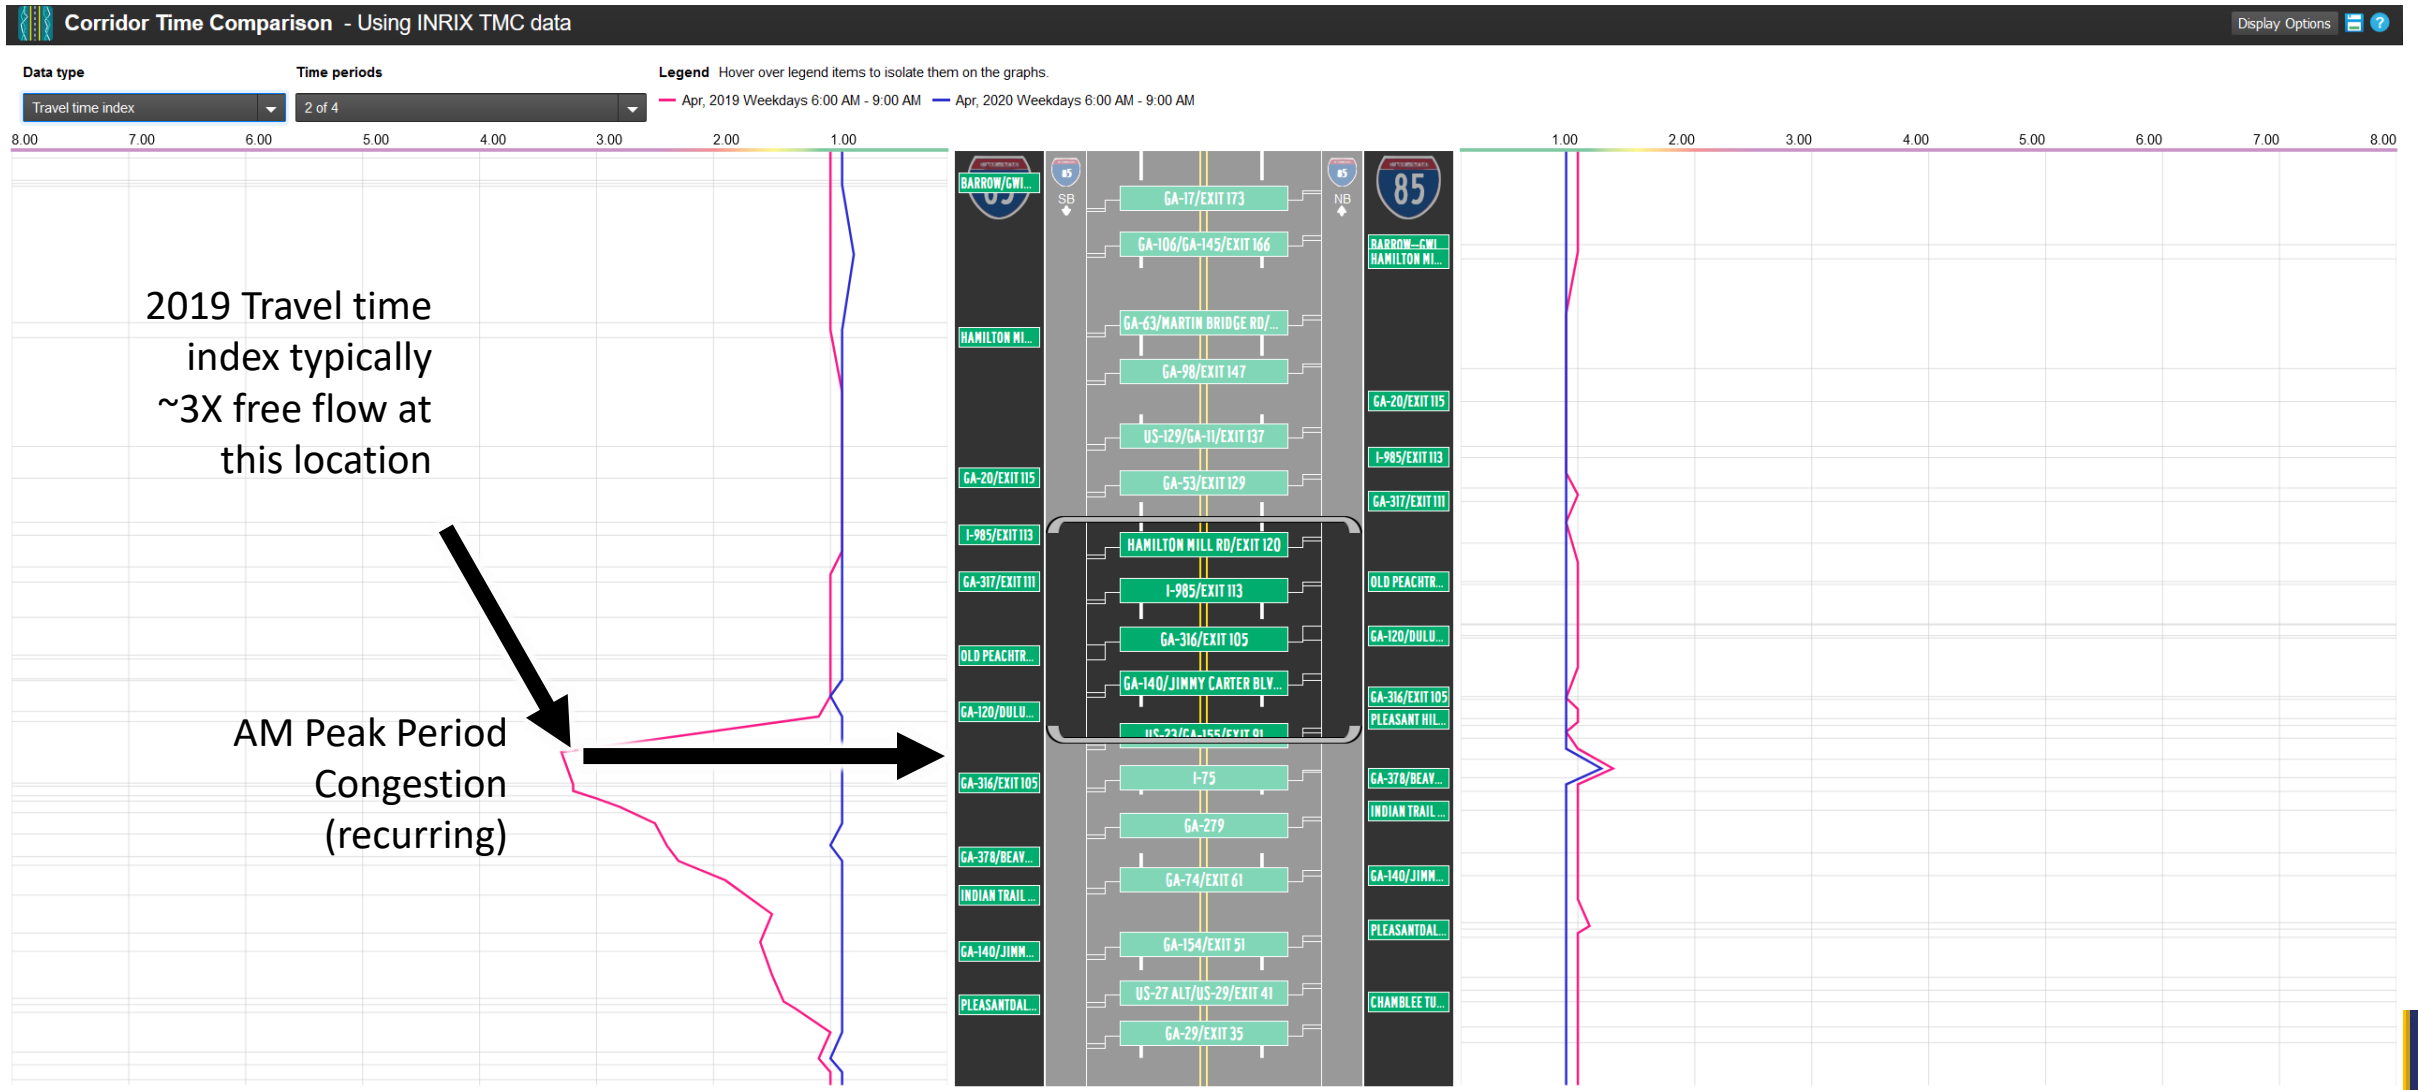 Corridor Time Comparison - Using INRIX TMC data
Display Options
?
Data type
Time periods
Legend Hover over legend items to isolate them on the graphs.
Travel time index
2 of 4
Apr, 2019 Weekdays 6:00 AM - 9:00 AM
Apr, 2020 Weekdays 6:00 AM - 9:00 AM
8.00 7.00 6.00 5.00 4.00 3.00 2.00 1.00
1.00 2.00 3.00 4.00 5.00 6.00 7.00 8.00
2019 Travel time
index typically
~3X free flow at
this location
AM Peak Period
Congestion
(recurring)
BARROW/GWI...
HAMILTON MI...
GA-20/EXIT 115
I-985/EXIT 113
GA-317/EXIT 111
OLD PEACHTR...
GA-120/DULU...
GA-316/EXIT 105
GA-378/BEAV...
INDIAN TRAIL ...
GA-140/JIMM...
PLEASANTDAL...
85
SB
85
NB
GA-17/EXIT 173
GA-106/GA-145/EXIT 166
GA-63/MARTIN BRIDGE RD/...
GA-98/EXIT 147
US-129/GA-11/EXIT 137
GA-53/EXIT 129
HAMILTON MILL RD/EXIT 120
I-985/EXIT 113
GA-316/EXIT 105
GA-140/JIMMY CARTER BLV...
US-23/GA-155/EXIT 91
I-75
GA-279
GA-74/EXIT 61
GA-154/EXIT 51
US-27 ALT/US-29/EXIT 41
GA-29/EXIT 35
85
BARROW--GWI...
HAMILTON MI...
GA-20/EXIT 115
I-985/EXIT 113
GA-317/EXIT 111
OLD PEACHTR...
GA-120/DULU...
GA-316/EXIT 105
PLEASANT HIL...
GA-378/BEAV...
INDIAN TRAIL ...
GA-140/JIMM...
PLEASANTDAL...
CHAMBLEE TU...